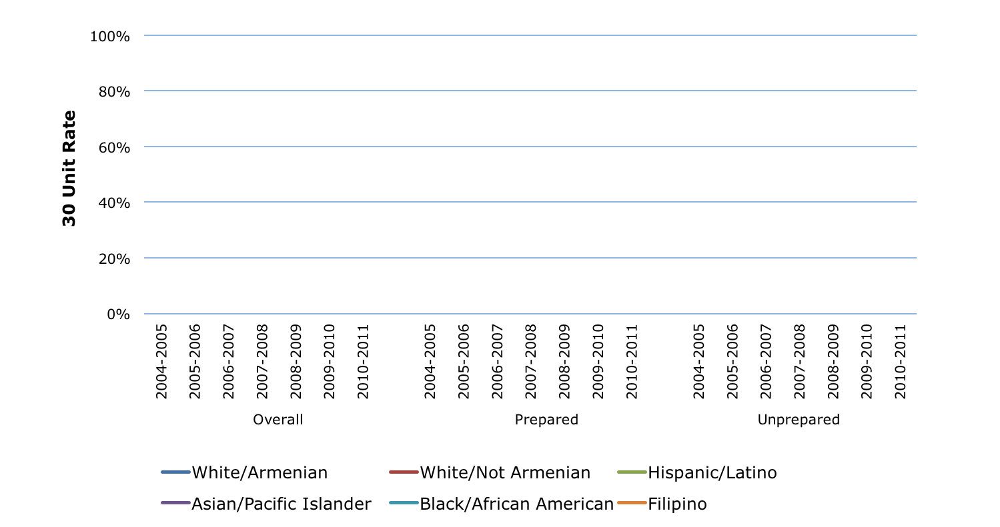 100%
80%
60%
40%
20%
0%
30 Unit Rate
2004-2005
2005-2006
2006-2007
2007-2008
2008-2009
2009-2010
2010-2011
2004-2005
2005-2006
2006-2007
2007-2008
2008-2009
2009-2010
2010-2011
2004-2005
2005-2006
2006-2007
2007-2008
2008-2009
2009-2010
2010-2011
Overall
Prepared
Unprepared
White/Armenian
White/Not Armenian
Hispanic/Latino
Asian/Pacific Islander
Black/African American
Filipino